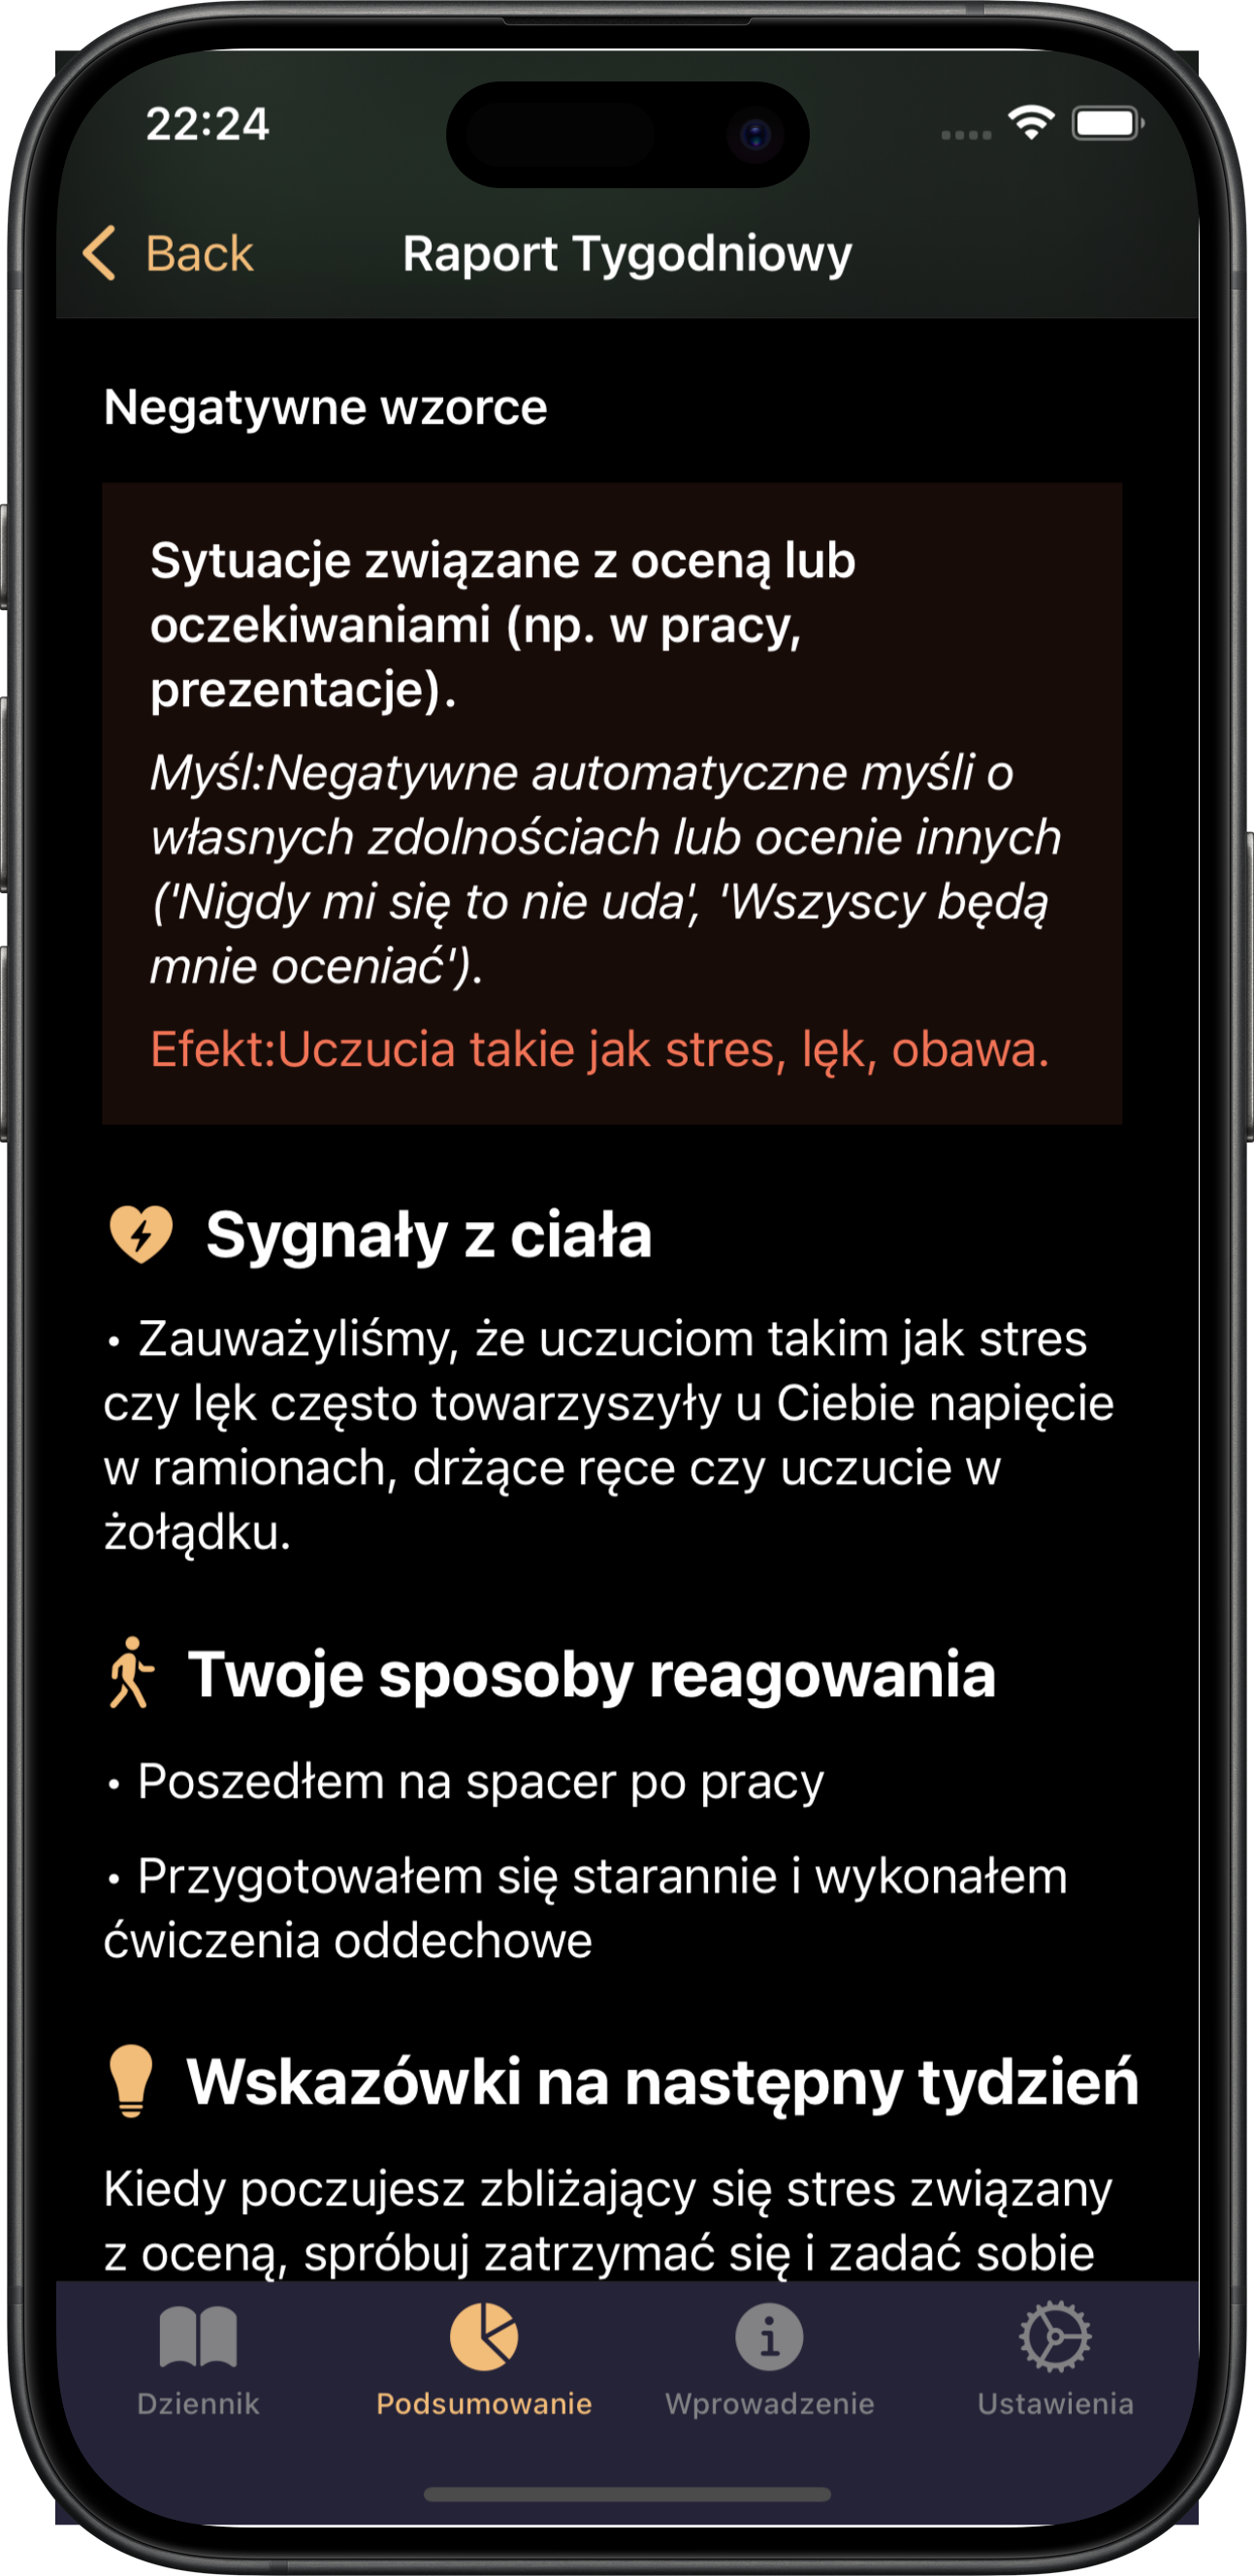 22:24
Back
Raport Tygodniowy
Negatywne wzorce
Sytuacje związane z oceną lub
oczekiwaniami (np. w pracy,
prezentacje).
Myśl:Negatywne automatyczne myśli o
własnych zdolnościach lub ocenie innych
('Nigdy mi się to nie uda', 'Wszyscy będą
mnie oceniać').
Efekt:Uczucia takie jak stres, lęk, obawa.
Sygnały z ciała
• Zauważyliśmy, że uczuciom takim jak stres
czy lęk często towarzyszyły u Ciebie napięcie
w ramionach, drżące ręce czy uczucie w
żołądku.
Twoje sposoby reagowania
• Poszedłem na spacer po pracy
• Przygotowałem się starannie i wykonałem
ćwiczenia oddechowe
Wskazówki na następny tydzień
Kiedy poczujesz zbliżający się stres związany
z oceną, spróbuj zatrzymać się i zadać sobie
Dziennik
Podsumowanie
Wprowadzenie
Ustawienia